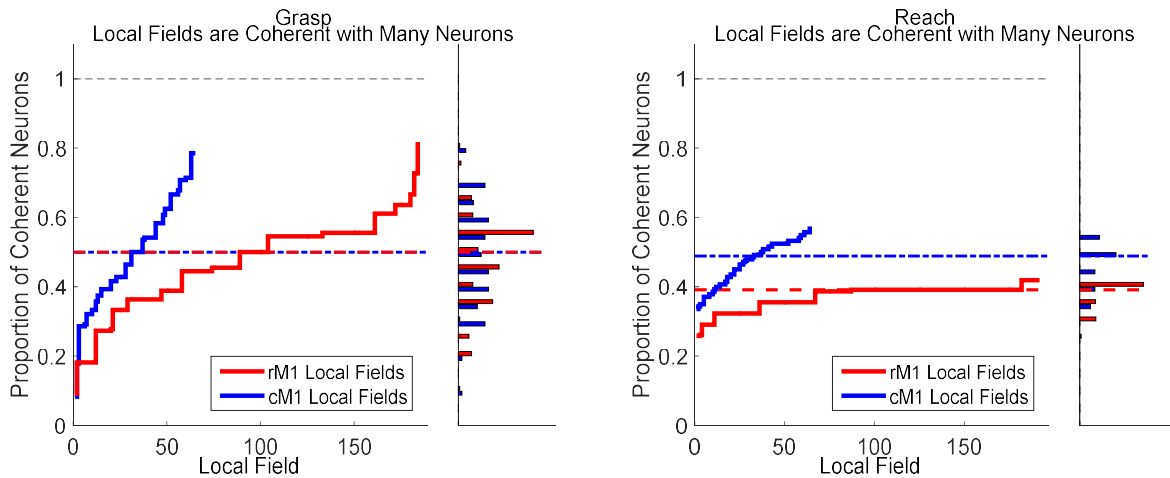 Grasp
Local Fields are Coherent with Many Neurons
Proportion of Coherent Neurons
1
0.8
0.6
0.4
0.2
0
0
50
100
150
Local Field
rM1 Local Fields
cM1 Local Fields
Reach
Local Fields are Coherent with Many Neurons
Proportion of Coherent Neurons
1
0.8
0.6
0.4
0.2
0
0
50
100
150
Local Field
rM1 Local Fields
cM1 Local Fields